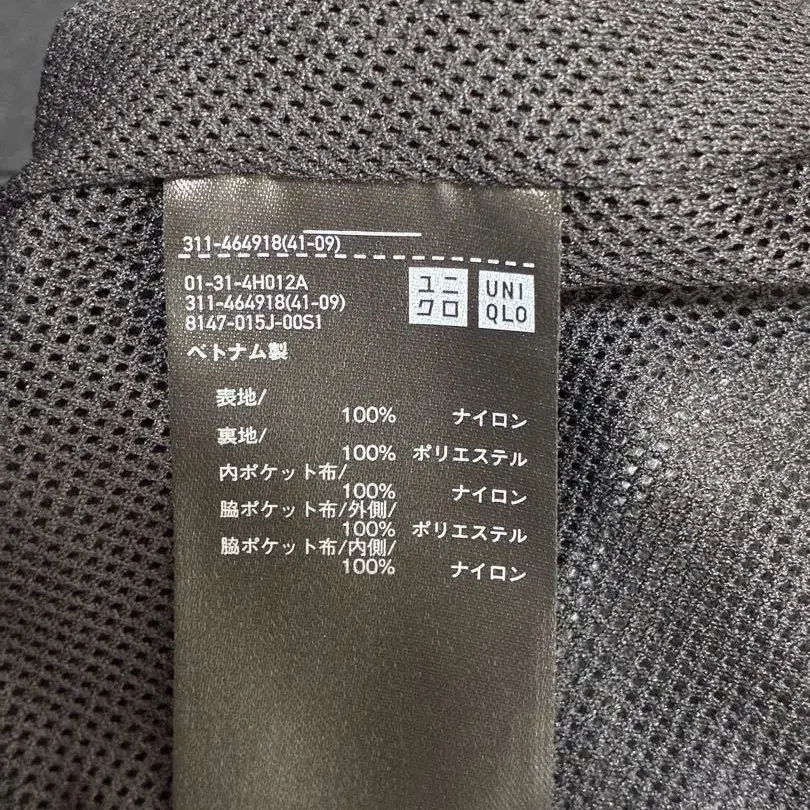 311-464918(41-09)
01-31-4H012A
311-464918(41-09)
8147-015J-00S1
ユニ
クロ
UNI
QLO
ベトナム製
表地/
100% ナイロン
裏地/
100% ポリエステル
内ポケット布/
100% ナイロン
脇ポケット布/外側/
100% ポリエステル
脇ポケット布/内側/
100% ナイロン